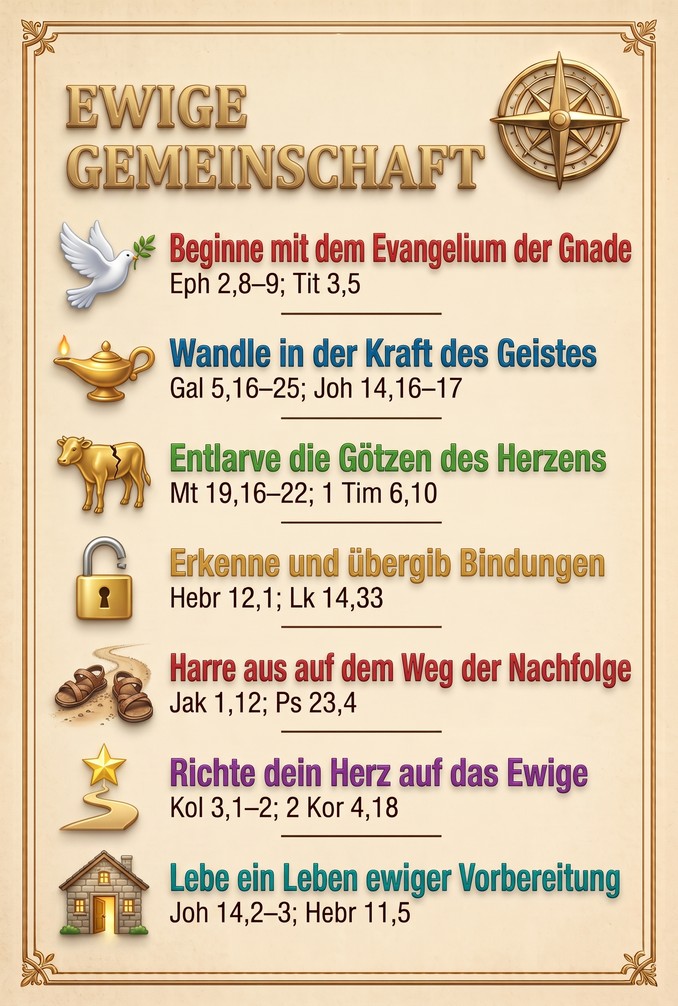 EWIGE
GEMEINSCHAFT
Beginne mit dem Evangelium der Gnade
Eph 2,8–9; Tit 3,5
Wandle in der Kraft des Geistes
Gal 5,16–25; Joh 14,16–17
Entlarve die Götzen des Herzens
Mt 19,16–22; 1 Tim 6,10
Erkenne und übergib Bindungen
Hebr 12,1; Lk 14,33
Harre aus auf dem Weg der Nachfolge
Jak 1,12; Ps 23,4
Richte dein Herz auf das Ewige
Kol 3,1–2; 2 Kor 4,18
Lebe ein Leben ewiger Vorbereitung
Joh 14,2–3; Hebr 11,5